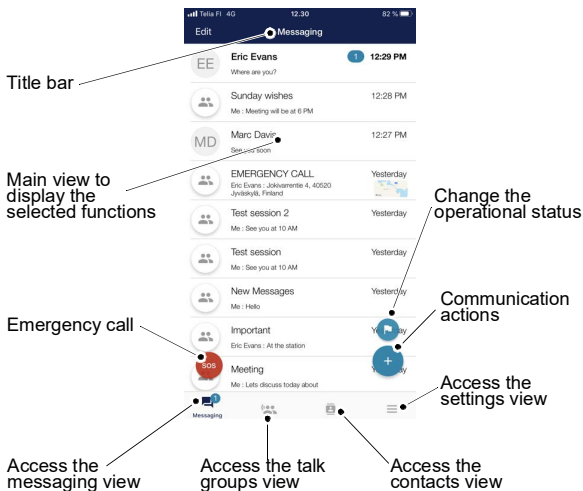 Telia FI 4G 12.30 82 %
Edit Messaging
EE Eric Evans 1 12:29 PM
Where are you?
Sunday wishes 12:28 PM
Me : Meeting will be at 6 PM
MD Marc Davis 12:27 PM
See you soon
EMERGENCY CALL Yesterday
Eric Evans : Jokivarrentie 4, 40520
Jyväskylä, Finland
Test session 2 Yesterday
Me : See you at 10 AM
Test session Yesterday
Me : See you at 10 AM
New Messages Yesterday
Me : Hello
Important Yesterday
Eric Evans : At the station
SOS Meeting Yesterday
Me : Lets discuss today about
1
Messaging
Title bar
Main view to
display the
selected functions
Emergency call
Access the
messaging view
Access the talk
groups view
Access the
contacts view
Change the
operational status
Communication
actions
Access the
settings view